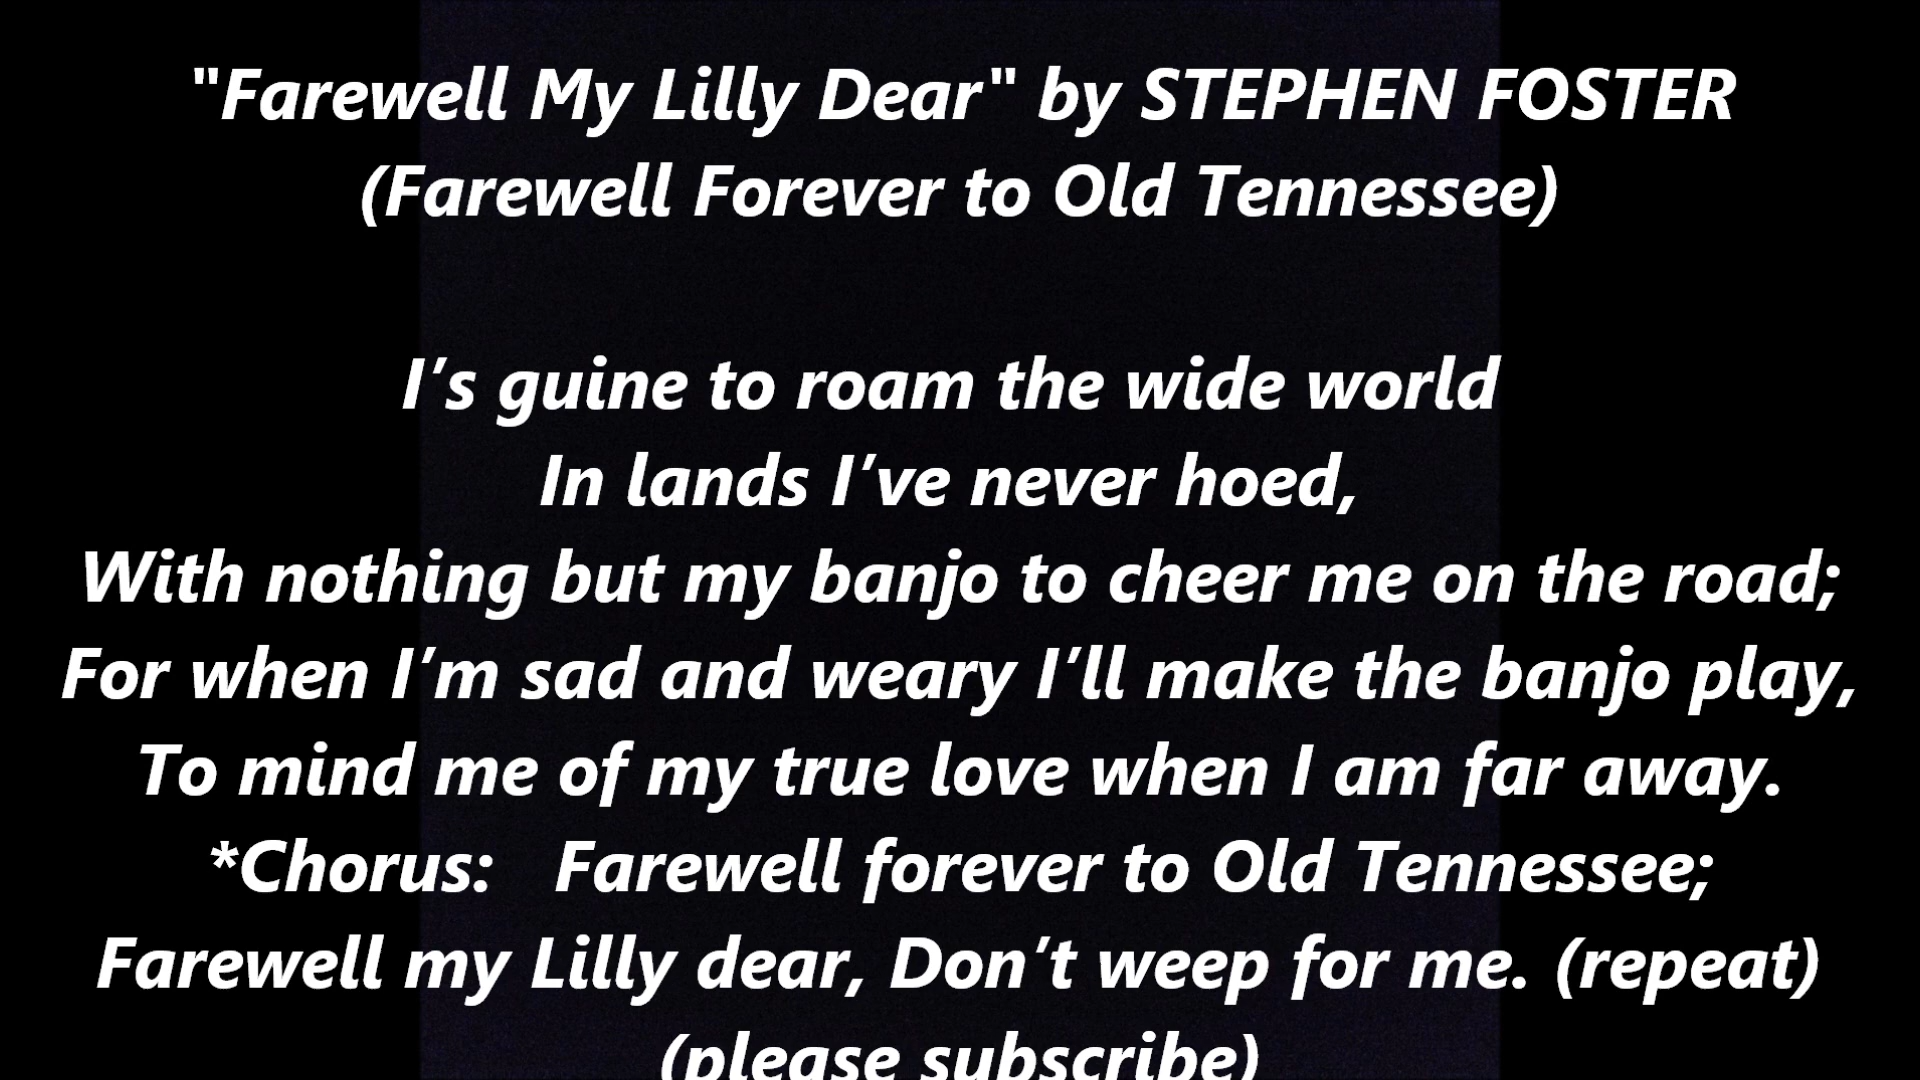 "Farewell My Lilly Dear" by STEPHEN FOSTER
(Farewell Forever to Old Tennessee)
I’s guine to roam the wide world
In lands I’ve never hoed,
With nothing but my banjo to cheer me on the road;
For when I’m sad and weary I’ll make the banjo play,
To mind me of my true love when I am far away.
*Chorus:   Farewell forever to Old Tennessee;
Farewell my Lilly dear, Don’t weep for me. (repeat)
(please subscribe)